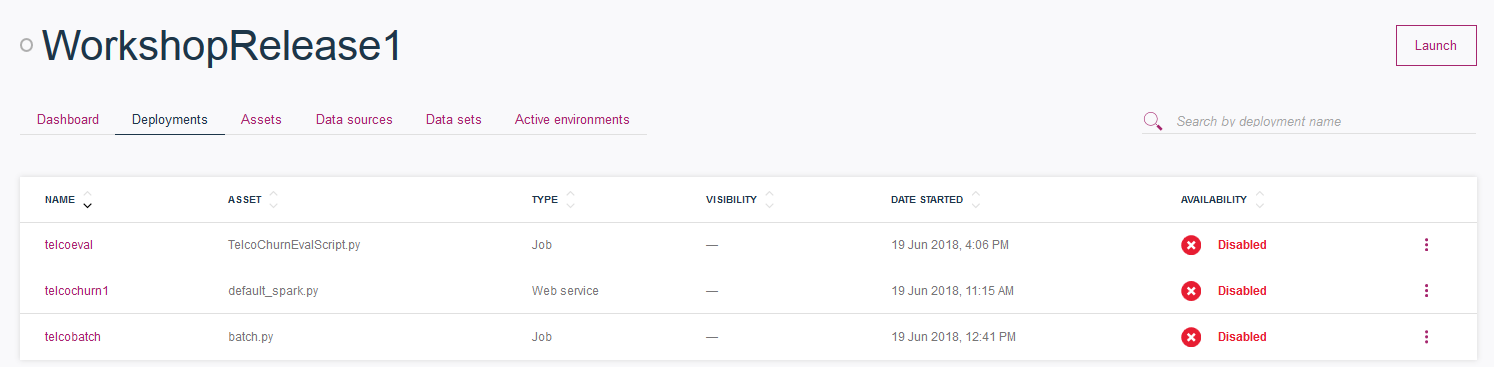 WorkshopRelease1
Launch
Dashboard Deployments Assets Data sources Data sets Active environments
Search by deployment name
NAME ASSET TYPE VISIBILITY DATE STARTED AVAILABILITY
telcoeval TelcoChurnEvalScript.py Job — 19 Jun 2018, 4:06 PM Disabled
telcochurn1 default_spark.py Web service — 19 Jun 2018, 11:15 AM Disabled
telcobatch batch.py Job — 19 Jun 2018, 12:41 PM Disabled